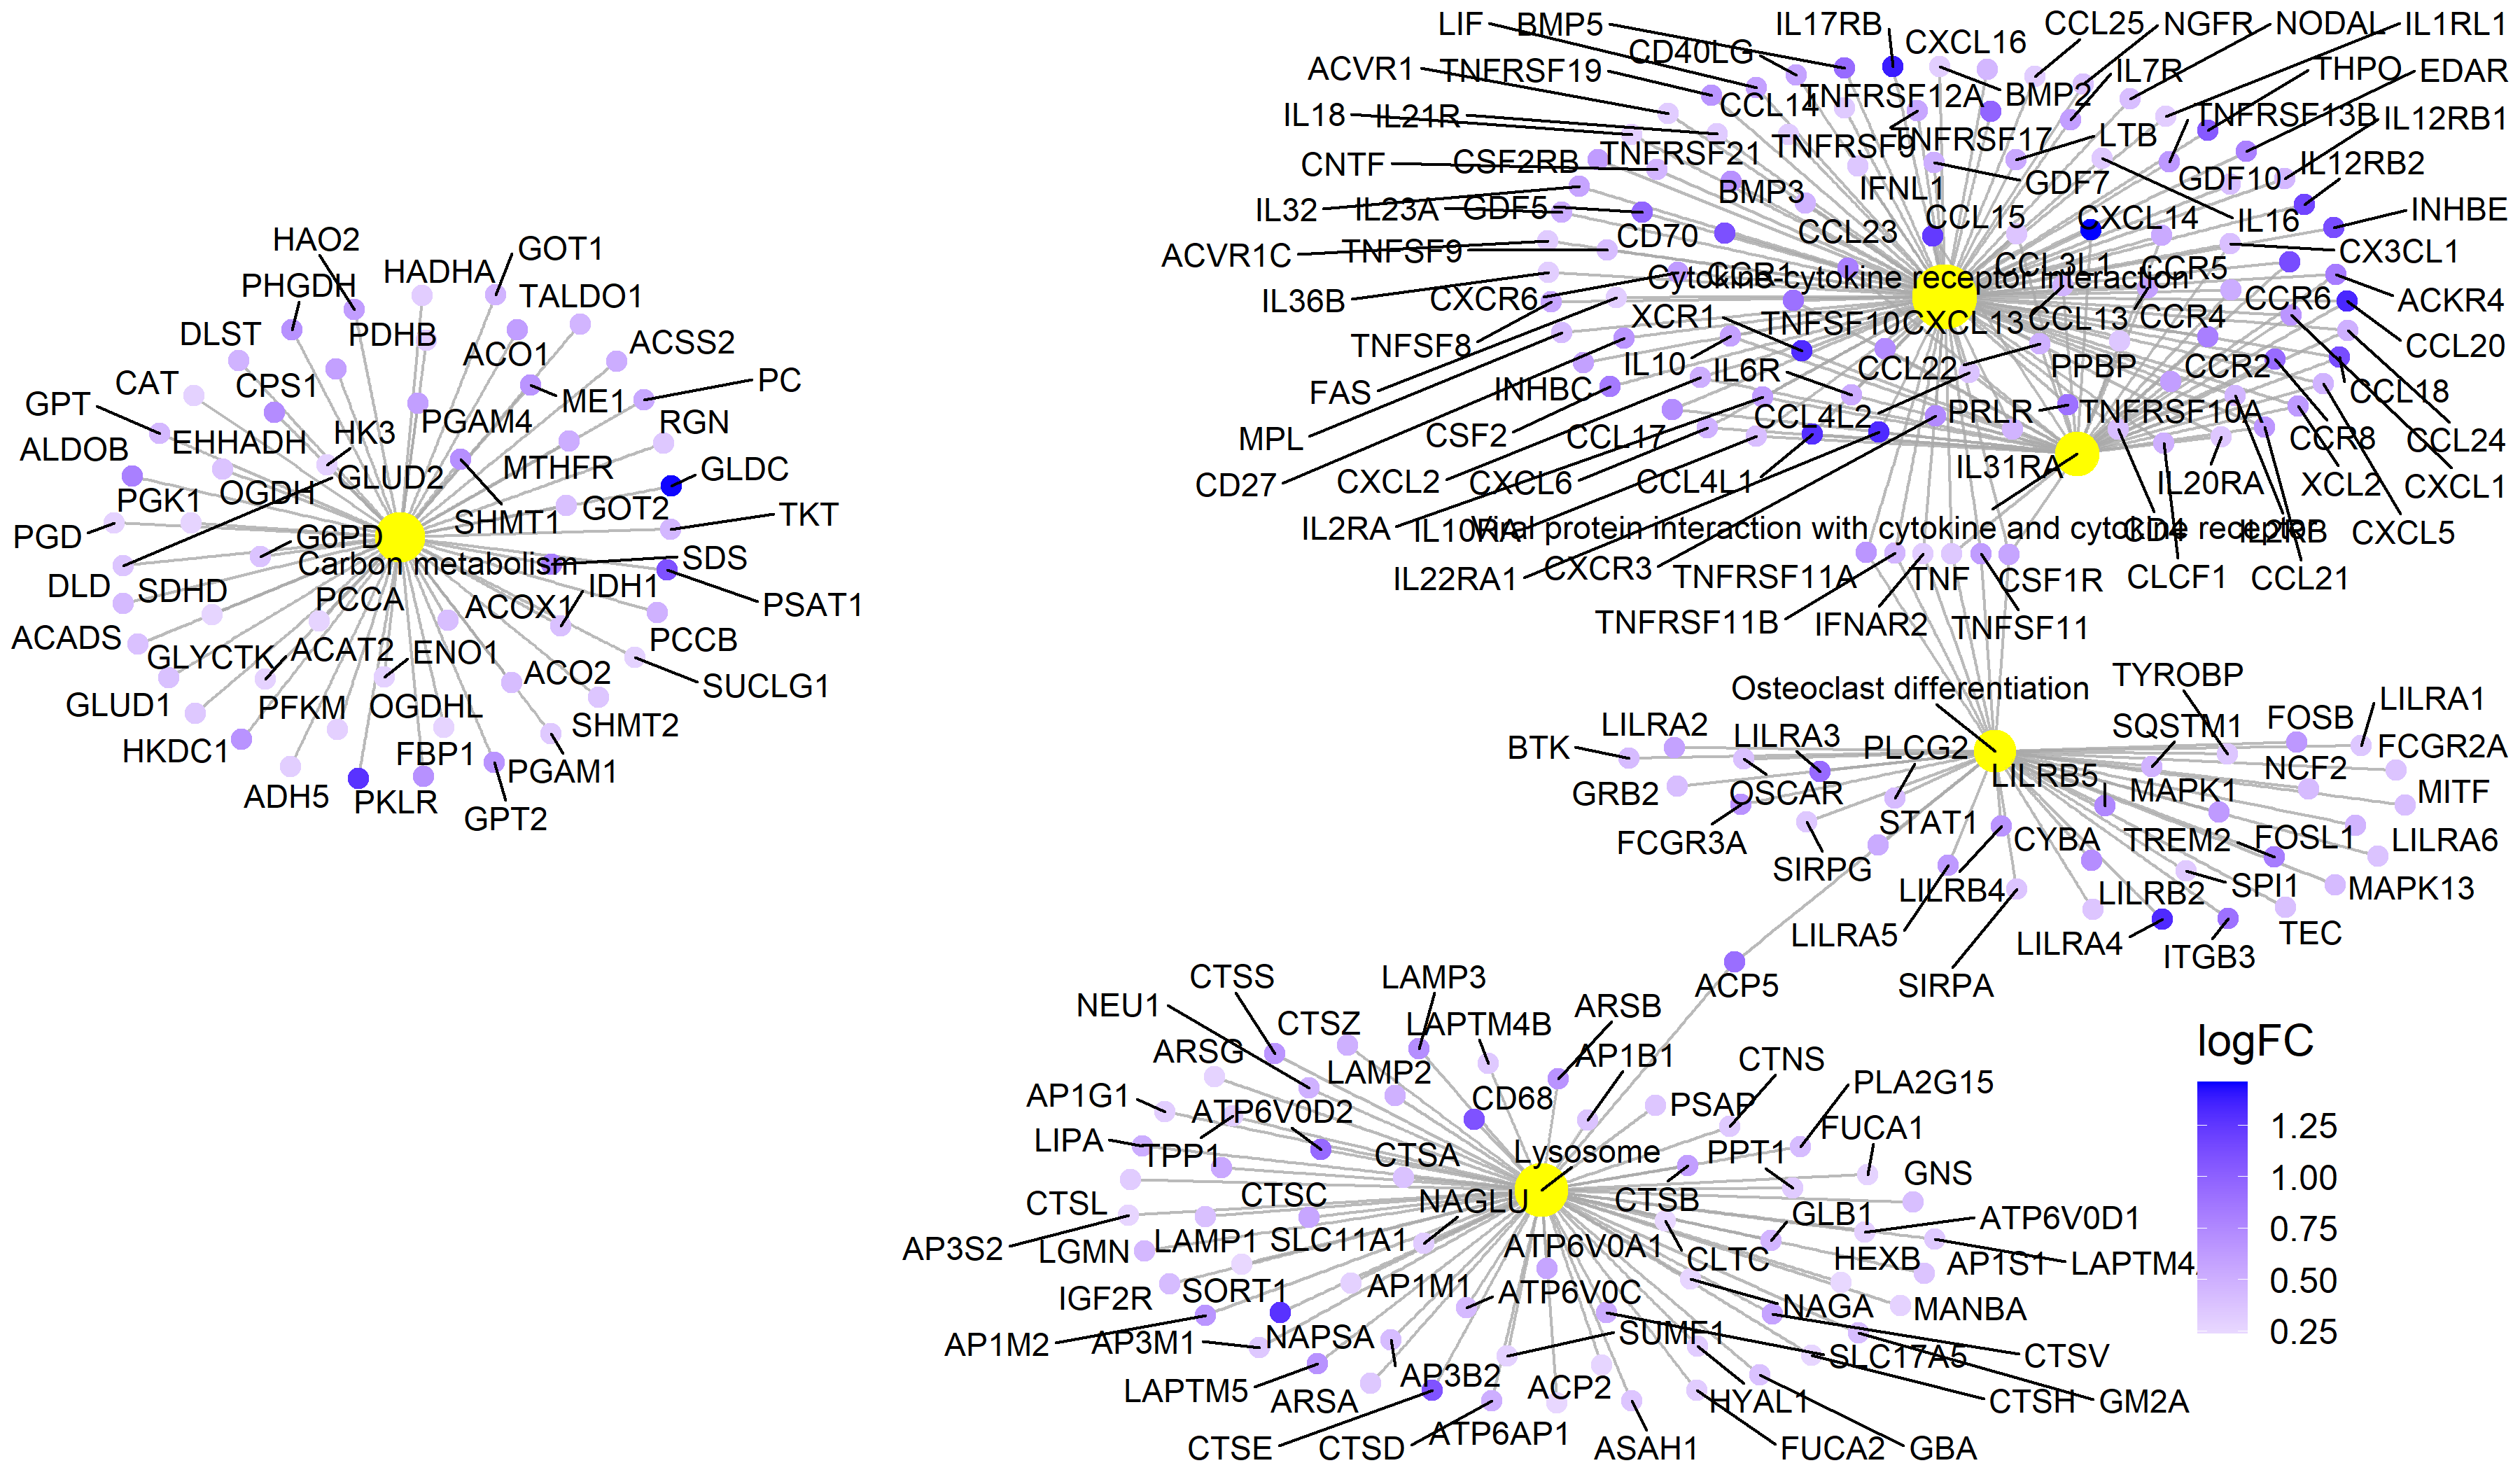 LIF
BMP5
IL17RB
CCL25
NGFR
NODAL
IL1RL1
CD40LG
CXCL16
ACVR1
TNFRSF19
IL7R
THPO
EDAR
IL18
IL21R
CCL14
TNFRSF12A
BMP2
TNFRSF13B
IL12RB1
CNTF
CSF2RB
TNFRSF21
TNFRSF9
TNFRSF17
LTB
IL12RB2
IL32
IL23A
GDF5
BMP3
IFNL1
GDF7
GDF10
INHBE
ACVR1C
TNFSF9
CD70
CCL23
CCL15
CXCL14
IL16
CX3CL1
IL36B
CXCR6
CCR1
Cytokine-cytokine receptor interaction
CCL3L1
CCR5
CCR6
ACKR4
TNFSF8
XCR1
TNFSF10
CXCL13
CCL13
CCR4
CCL20
FAS
INHBC
IL10
IL6R
CCL22
PPBP
CCR2
CCL18
MPL
CSF2
CCL17
CCL4L2
PRLR
TNFRSF10A
CCR8
CCL24
CD27
CXCL2
CXCL6
CCL4L1
IL31RA
IL20RA
XCL2
CXCL1
IL2RA
IL10RA
Viral protein interaction with cytokine and cytokine receptor
CD4
IL2RB
CXCL5
IL22RA1
CXCR3
TNFRSF11A
TNF
CSF1R
CLCF1
CCL21
TNFRSF11B
IFNAR2
TNFSF11
HAO2
GOT1
PHGDH
HADHA
TALDO1
DLST
PDHB
ACO1
ACSS2
CAT
CPS1
ME1
PC
GPT
EHHADH
HK3
PGAM4
RGN
ALDOB
GLUD2
MTHFR
GLDC
PGK1
OGDH
SHMT1
GOT2
TKT
PGD
G6PD
Carbon metabolism
SDS
DLD
SDHD
PCCA
ACOX1
IDH1
PSAT1
ACADS
GLYCTK
ACAT2
ENO1
PCCB
ACO2
SUCLG1
GLUD1
PFKM
OGDHL
SHMT2
HKDC1
FBP1
PGAM1
ADH5
PKLR
GPT2
Osteoclast differentiation
TYROBP
LILRA1
BTK
LILRA2
LILRA3
PLCG2
SQSTM1
FOSB
FCGR2A
GRB2
OSCAR
LILRB5
MAPK1
NCF2
MITF
FCGR3A
STAT1
CYBA
TREM2
FOSL1
LILRA6
SIRPG
LILRB4
LILRB2
SPI1
MAPK13
LILRA5
LILRA4
ITGB3
TEC
ACP5
SIRPA
CTSS
LAMP3
NEU1
CTSZ
LAPTM4B
ARSB
ARSG
LAMP2
AP1B1
CTNS
AP1G1
ATP6V0D2
CD68
PSAP
PLA2G15
LIPA
TPP1
CTSA
Lysosome
PPT1
FUCA1
CTSL
CTSC
NAGLU
CTSB
GNS
AP3S2
LGMN
LAMP1
SLC11A1
ATP6V0A1
CLTC
GLB1
ATP6V0D1
IGF2R
SORT1
AP1M1
ATP6V0C
HEXB
AP1S1
LAPTM4
NAGA
MANBA
AP1M2
AP3M1
NAPSA
SUMF1
SLC17A5
CTSV
LAPTM5
ARSA
AP3B2
ACP2
HYAL1
CTSH
GM2A
CTSE
CTSD
ATP6AP1
ASAH1
FUCA2
GBA
logFC
1.25
1.00
0.75
0.50
0.25